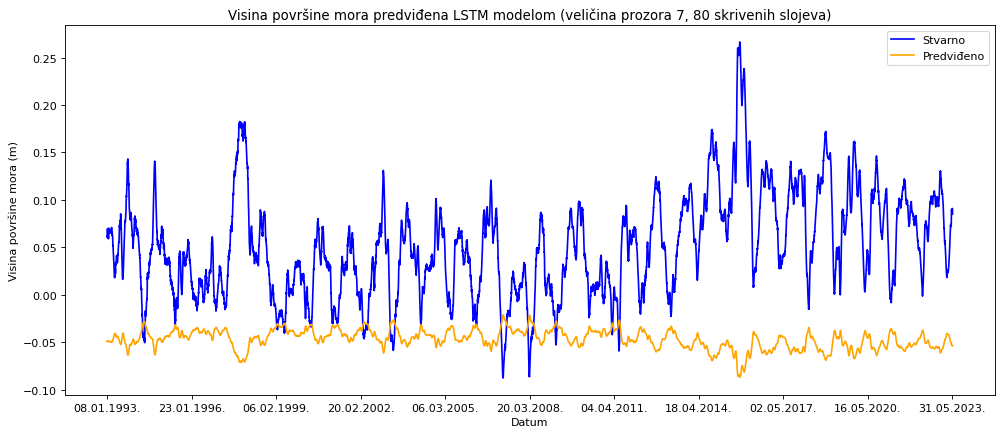 Visina površine mora predviđena LSTM modelom (veličina prozora 7, 80 skrivenih slojeva)
Stvarno
Predviđeno
Visina površine mora (m)
0.25
0.20
0.15
0.10
0.05
0.00
−0.05
−0.10
08.01.1993. 23.01.1996. 06.02.1999. 20.02.2002. 06.03.2005. 20.03.2008. 04.04.2011. 18.04.2014. 02.05.2017. 16.05.2020. 31.05.2023.
Datum